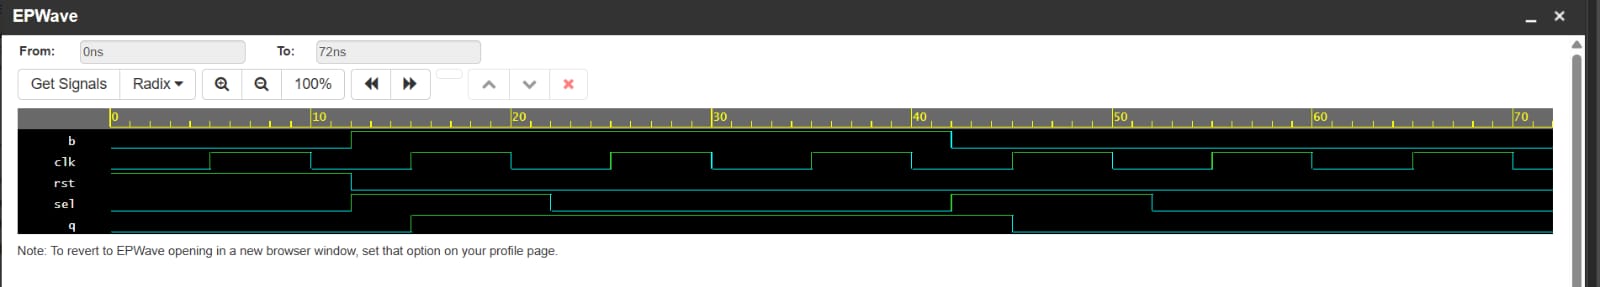 EPWave
From: 0ns To: 72ns
Get Signals Radix 100%
0 10 20 30 40 50 60 70
b
clk
rst
sel
q
Note: To revert to EPWave opening in a new browser window, set that option on your profile page.